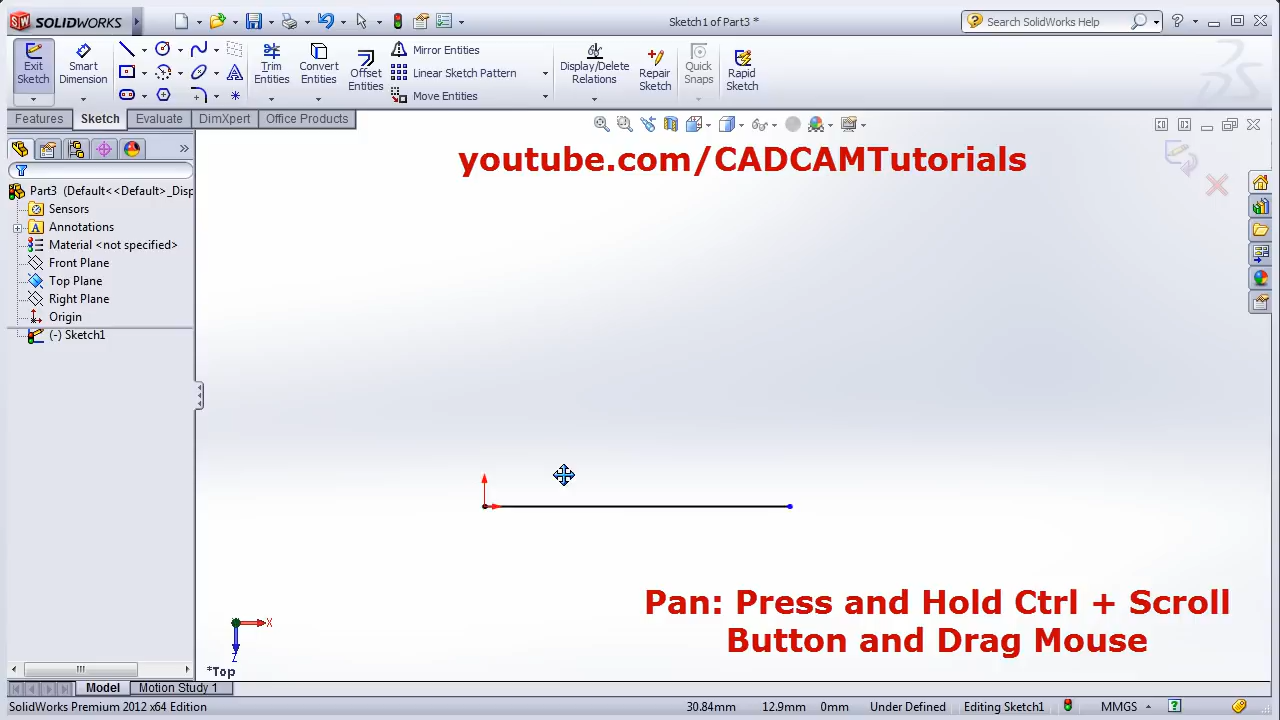 SOLIDWORKS
Sketch1 of Part3 *
Search SolidWorks Help
Exit Sketch
Smart Dimension
Trim Entities
Convert Entities
Offset Entities
Mirror Entities
Linear Sketch Pattern
Move Entities
Display/Delete Relations
Repair Sketch
Quick Snaps
Rapid Sketch
Features
Sketch
Evaluate
DimXpert
Office Products
youtube.com/CADCAMTutorials
Part3 (Default<<Default>_Disp
Sensors
Annotations
Material <not specified>
Front Plane
Top Plane
Right Plane
Origin
(-) Sketch1
Pan: Press and Hold Ctrl + Scroll
Button and Drag Mouse
X
Z
*Top
Model
Motion Study 1
SolidWorks Premium 2012 x64 Edition
30.84mm
12.9mm
0mm
Under Defined
Editing Sketch1
MMGS